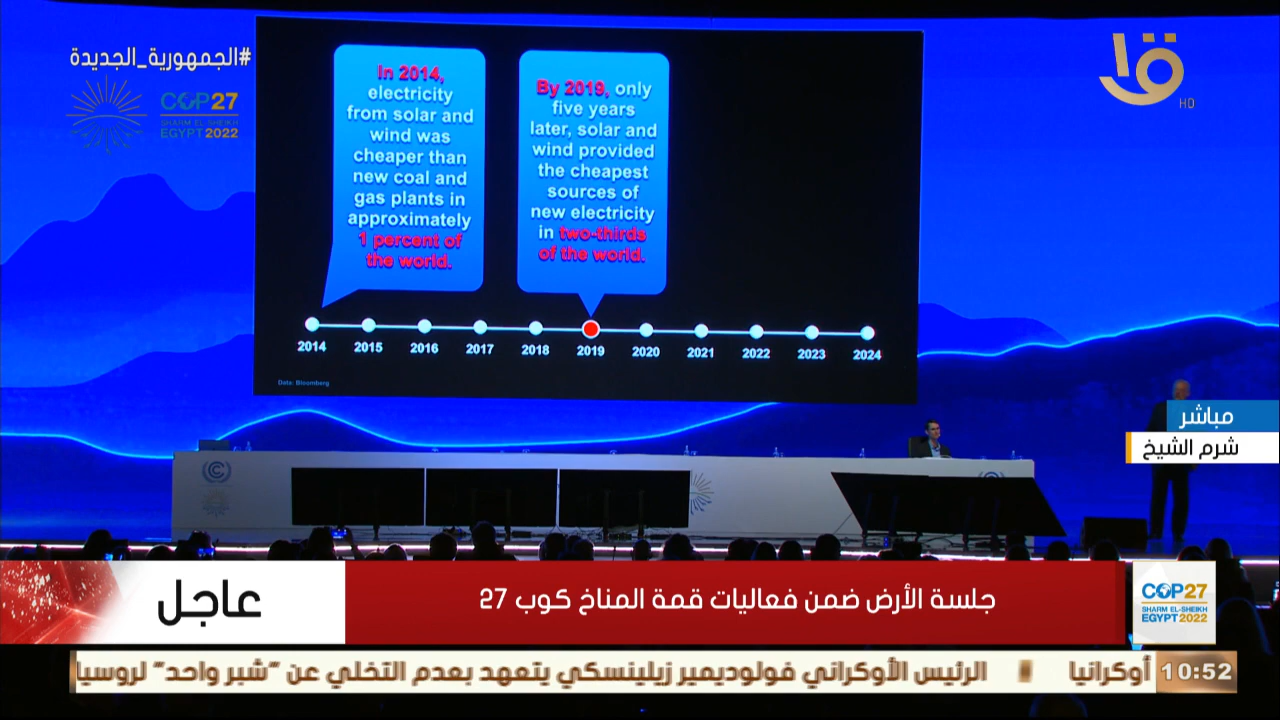 #الجمهورية_الجديدة
COP27
SHARM EL-SHEIKH
EGYPT2022
HD
In 2014,
electricity
from solar and
wind was
cheaper than
new coal and
gas plants in
approximately
1 percent of
the world.
By 2019, only
five years
later, solar and
wind provided
the cheapest
sources of
new electricity
in two-thirds
of the world.
2014 2015 2016 2017 2018 2019 2020 2021 2022 2023 2024
Data: Bloomberg
مباشر
شرم الشيخ
عاجل
جلسة الأرض ضمن فعاليات قمة المناخ كوب 27
COP27
SHARM EL-SHEIKH
EGYPT2022
10:52 أوكرانيا الرئيس الأوكراني فولوديمير زيلينسكي يتعهد بعدم التخلي عن "شبر واحد" لروسيا